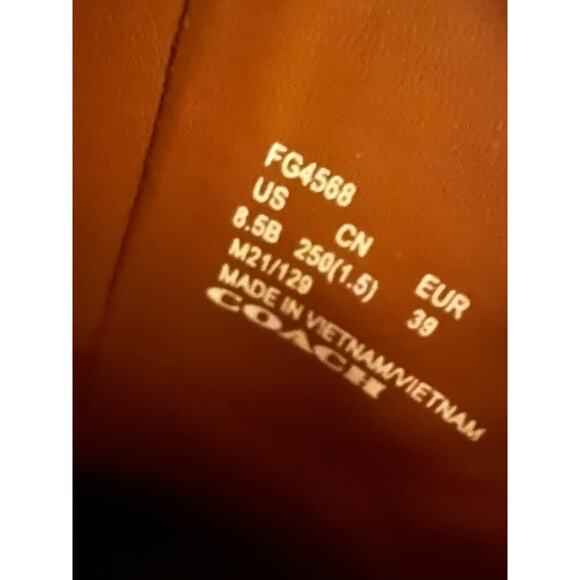 FG4568
US CN EUR
8.5B 250(1.5) 39
M21/129
MADE IN VIETNAM/VIETNAM
COACH